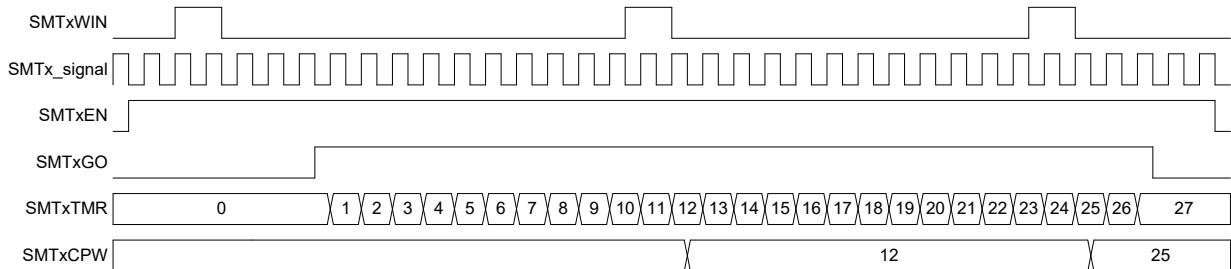 SMTxWIN
SMTx_signal
SMTxEN
SMTxGO
SMTxTMR 0 1 2 3 4 5 6 7 8 9 10 11 12 13 14 15 16 17 18 19 20 21 22 23 24 25 26 27
SMTxCPW 12 25